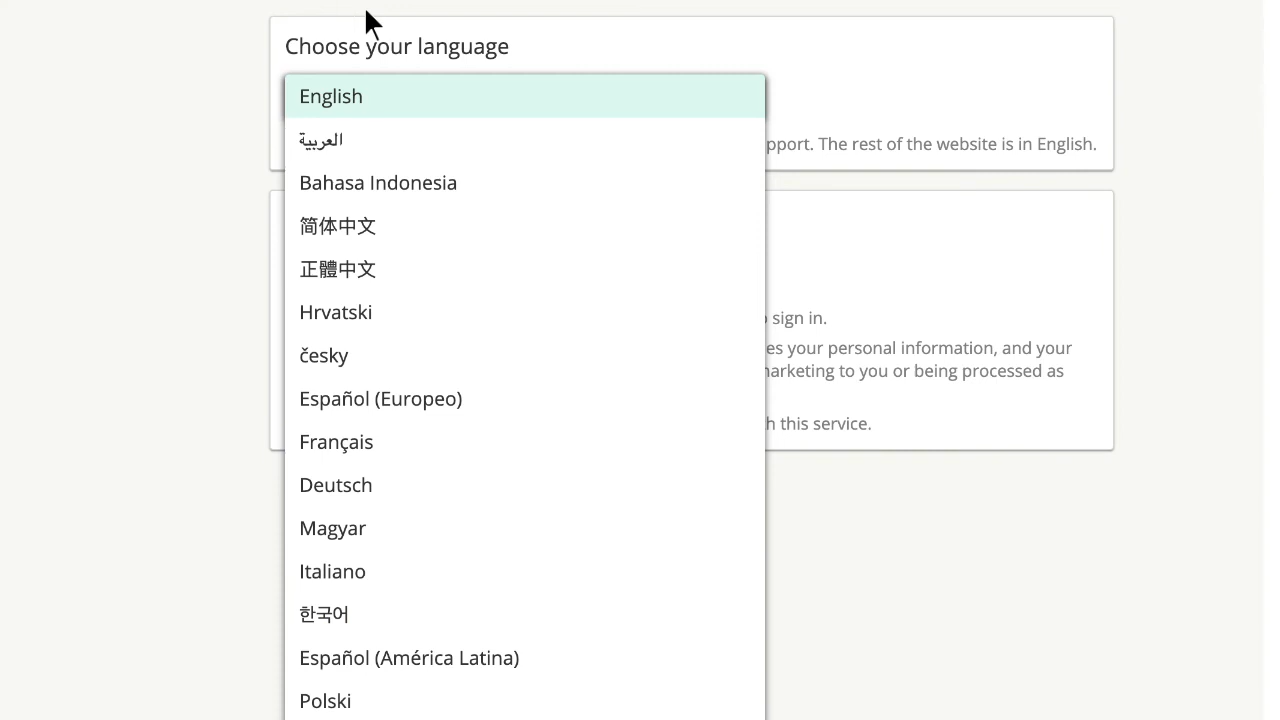 Choose your language
English
العربية
pport. The rest of the website is in English.
Bahasa Indonesia
简体中文
正體中文
Hrvatski
sign in.
česky
es your personal information, and your
arketing to you or being processed as
Español (Europeo)
h this service.
Français
Deutsch
Magyar
Italiano
한국어
Español (América Latina)
Polski